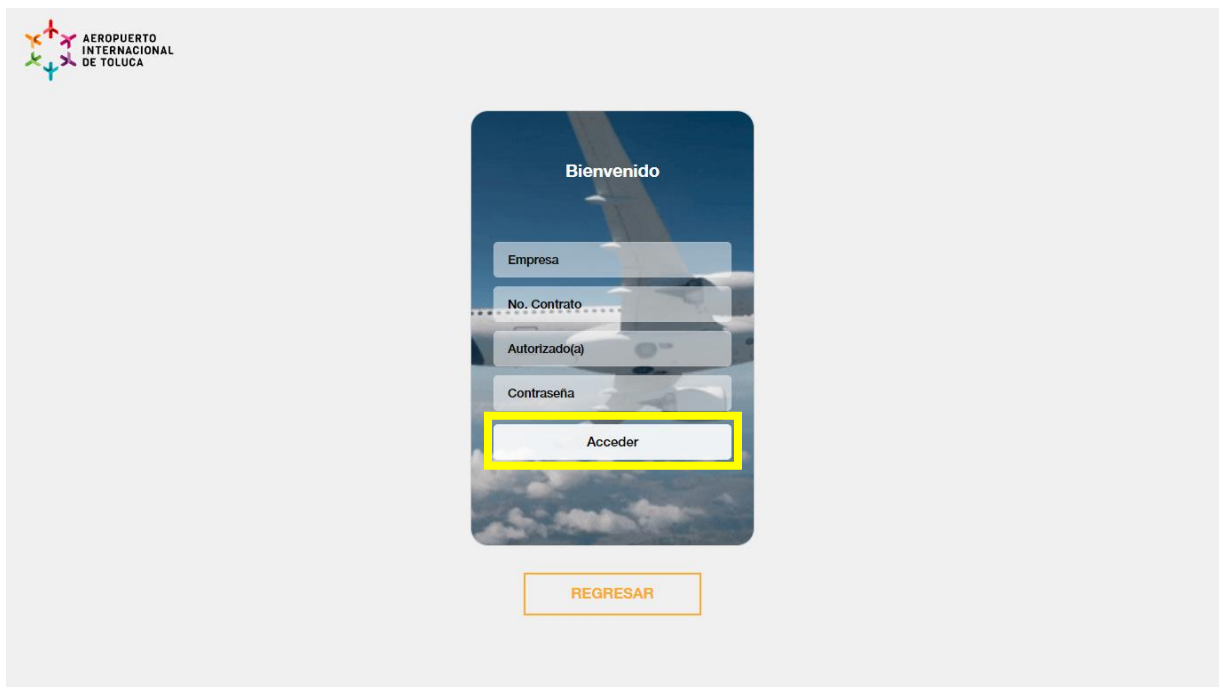 AEROPUERTO
INTERNACIONAL
DE TOLUCA
Bienvenido
Empresa
No. Contrato
Autorizado(a)
Contraseña
Acceder
REGRESAR